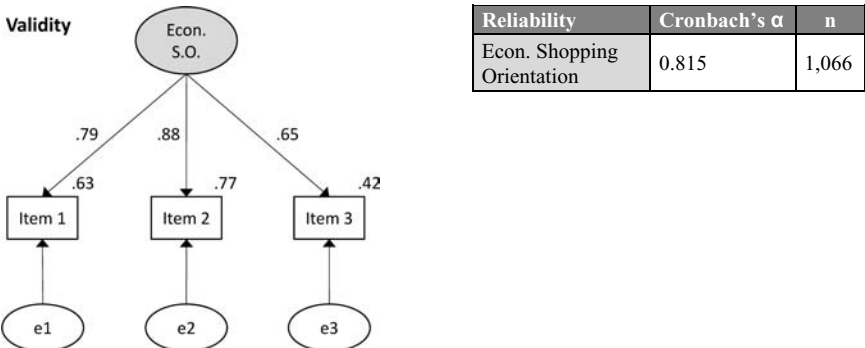 Validity
Econ.
S.O.
.79
.88
.65
.63
.77
.42
Item 1
Item 2
Item 3
e1
e2
e3
Reliability Cronbach's α n
Econ. Shopping
Orientation
0.815
1,066